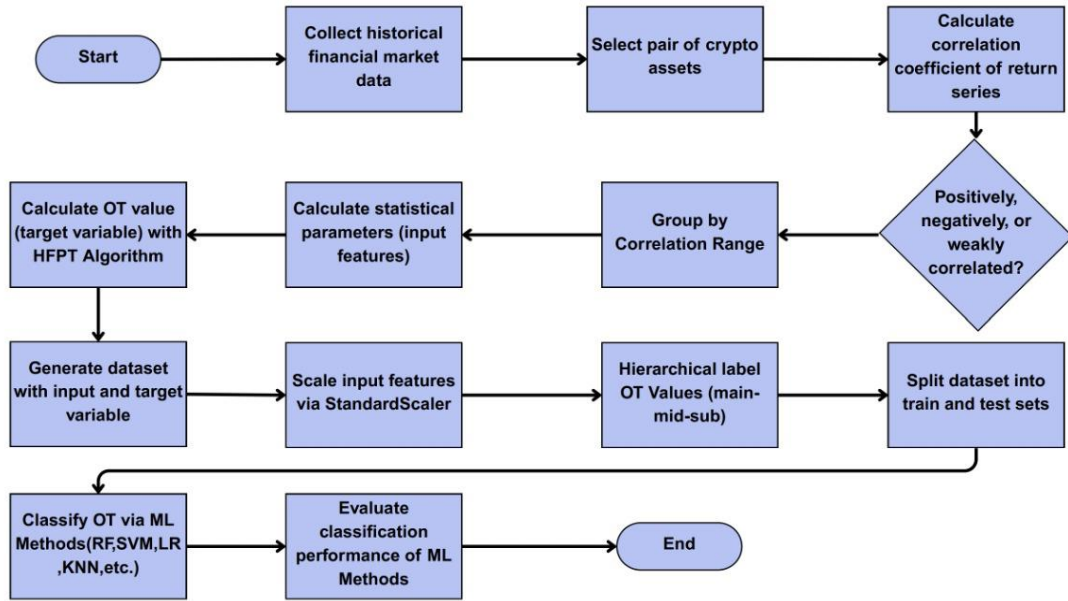 Start
Collect historical
financial market
data
Select pair of crypto
assets
Calculate
correlation
coefficient of return
series
Positively,
negatively, or
weakly
correlated?
Group by
Correlation Range
Calculate statistical
parameters (input
features)
Calculate OT value
(target variable) with
HFPT Algorithm
Generate dataset
with input and target
variable
Scale input features
via StandardScaler
Hierarchical label
OT Values (main-
mid-sub)
Split dataset into
train and test sets
Classify OT via ML
Methods(RF,SVM,LR
,KNN,etc.)
Evaluate
classification
performance of ML
Methods
End